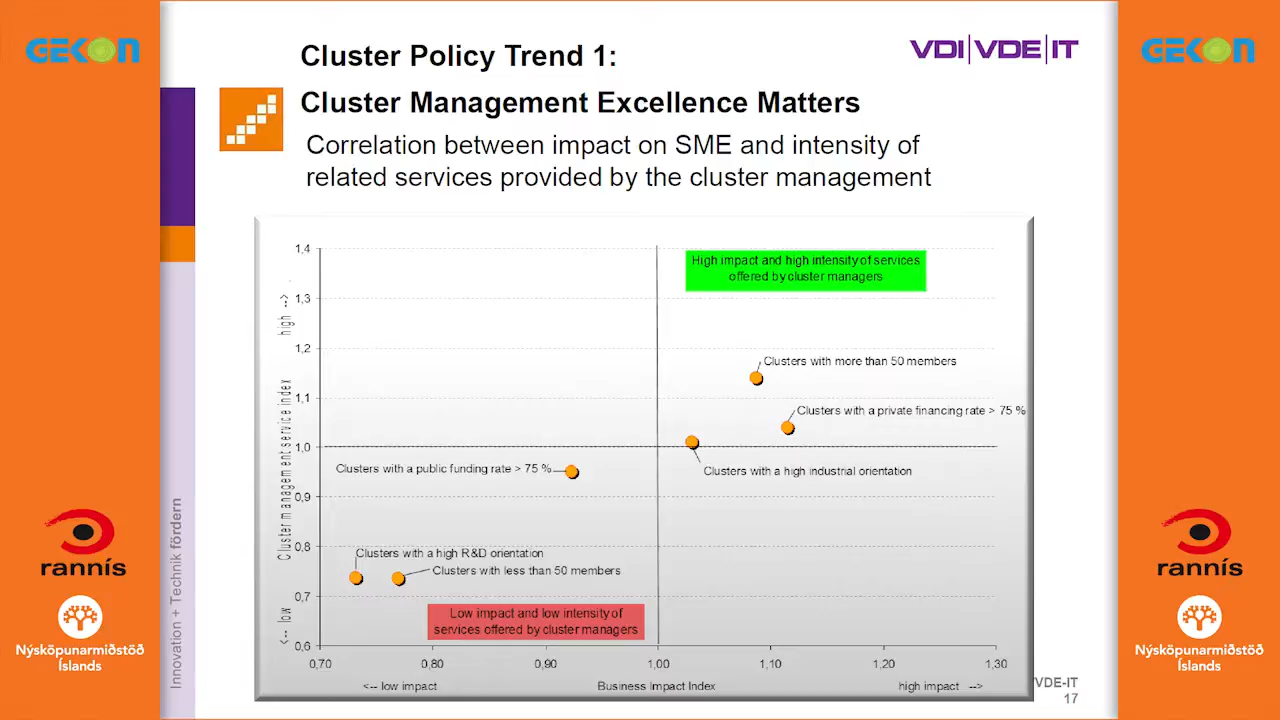 GEKON
Cluster Policy Trend 1:
VDI|VDE|IT
GEKON
Cluster Management Excellence Matters
Correlation between impact on SME and intensity of
related services provided by the cluster management
1,4
1,3
1,2
1,1
1,0
0,9
0,8
0,7
0,6
<-- low
Cluster management service index
high -->
High impact and high intensity of services
offered by cluster managers
Clusters with more than 50 members
Clusters with a private financing rate > 75 %
Clusters with a high industrial orientation
Clusters with a public funding rate > 75 %
Clusters with a high R&D orientation
Clusters with less than 50 members
Low impact and low intensity of
services offered by cluster managers
0,70
0,80
0,90
1,00
1,10
1,20
1,30
<-- low impact
Business Impact Index
high impact -->
VDE-IT
17
Innovation + Technik fördern
rannís
Nýsköpunarmiðstöð
Íslands
rannís
Nýsköpunarmiðstöð
Íslands